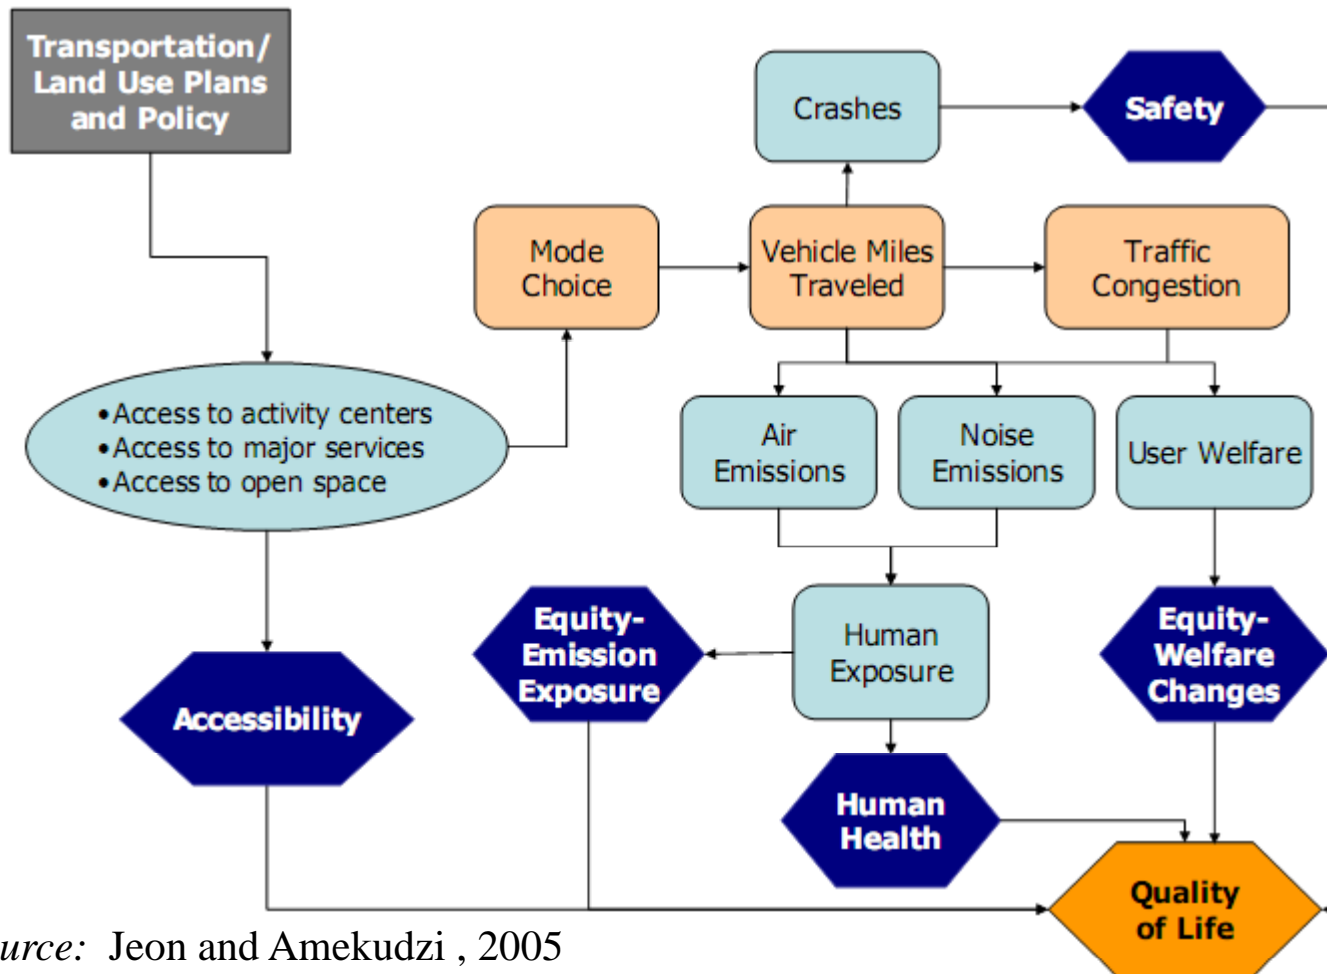 Transportation/
Land Use Plans
and Policy
Crashes
Safety
Mode
Choice
Vehicle Miles
Traveled
Traffic
Congestion
•Access to activity centers
•Access to major services
•Access to open space
Air
Emissions
Noise
Emissions
User Welfare
Equity-
Emission
Exposure
Human
Exposure
Equity-
Welfare
Changes
Accessibility
Human
Health
Quality
of Life
urce: Jeon and Amekudzi , 2005